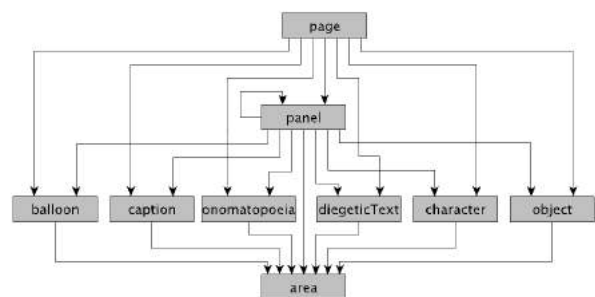 page
panel
balloon
caption
onomatopoeia
diegeticText
character
object
area